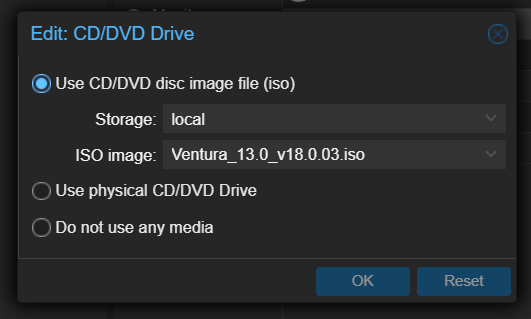 Edit: CD/DVD Drive
Use CD/DVD disc image file (iso)
Storage: local
ISO image: Ventura_13.0_v18.0.03.iso
Use physical CD/DVD Drive
Do not use any media
OK Reset